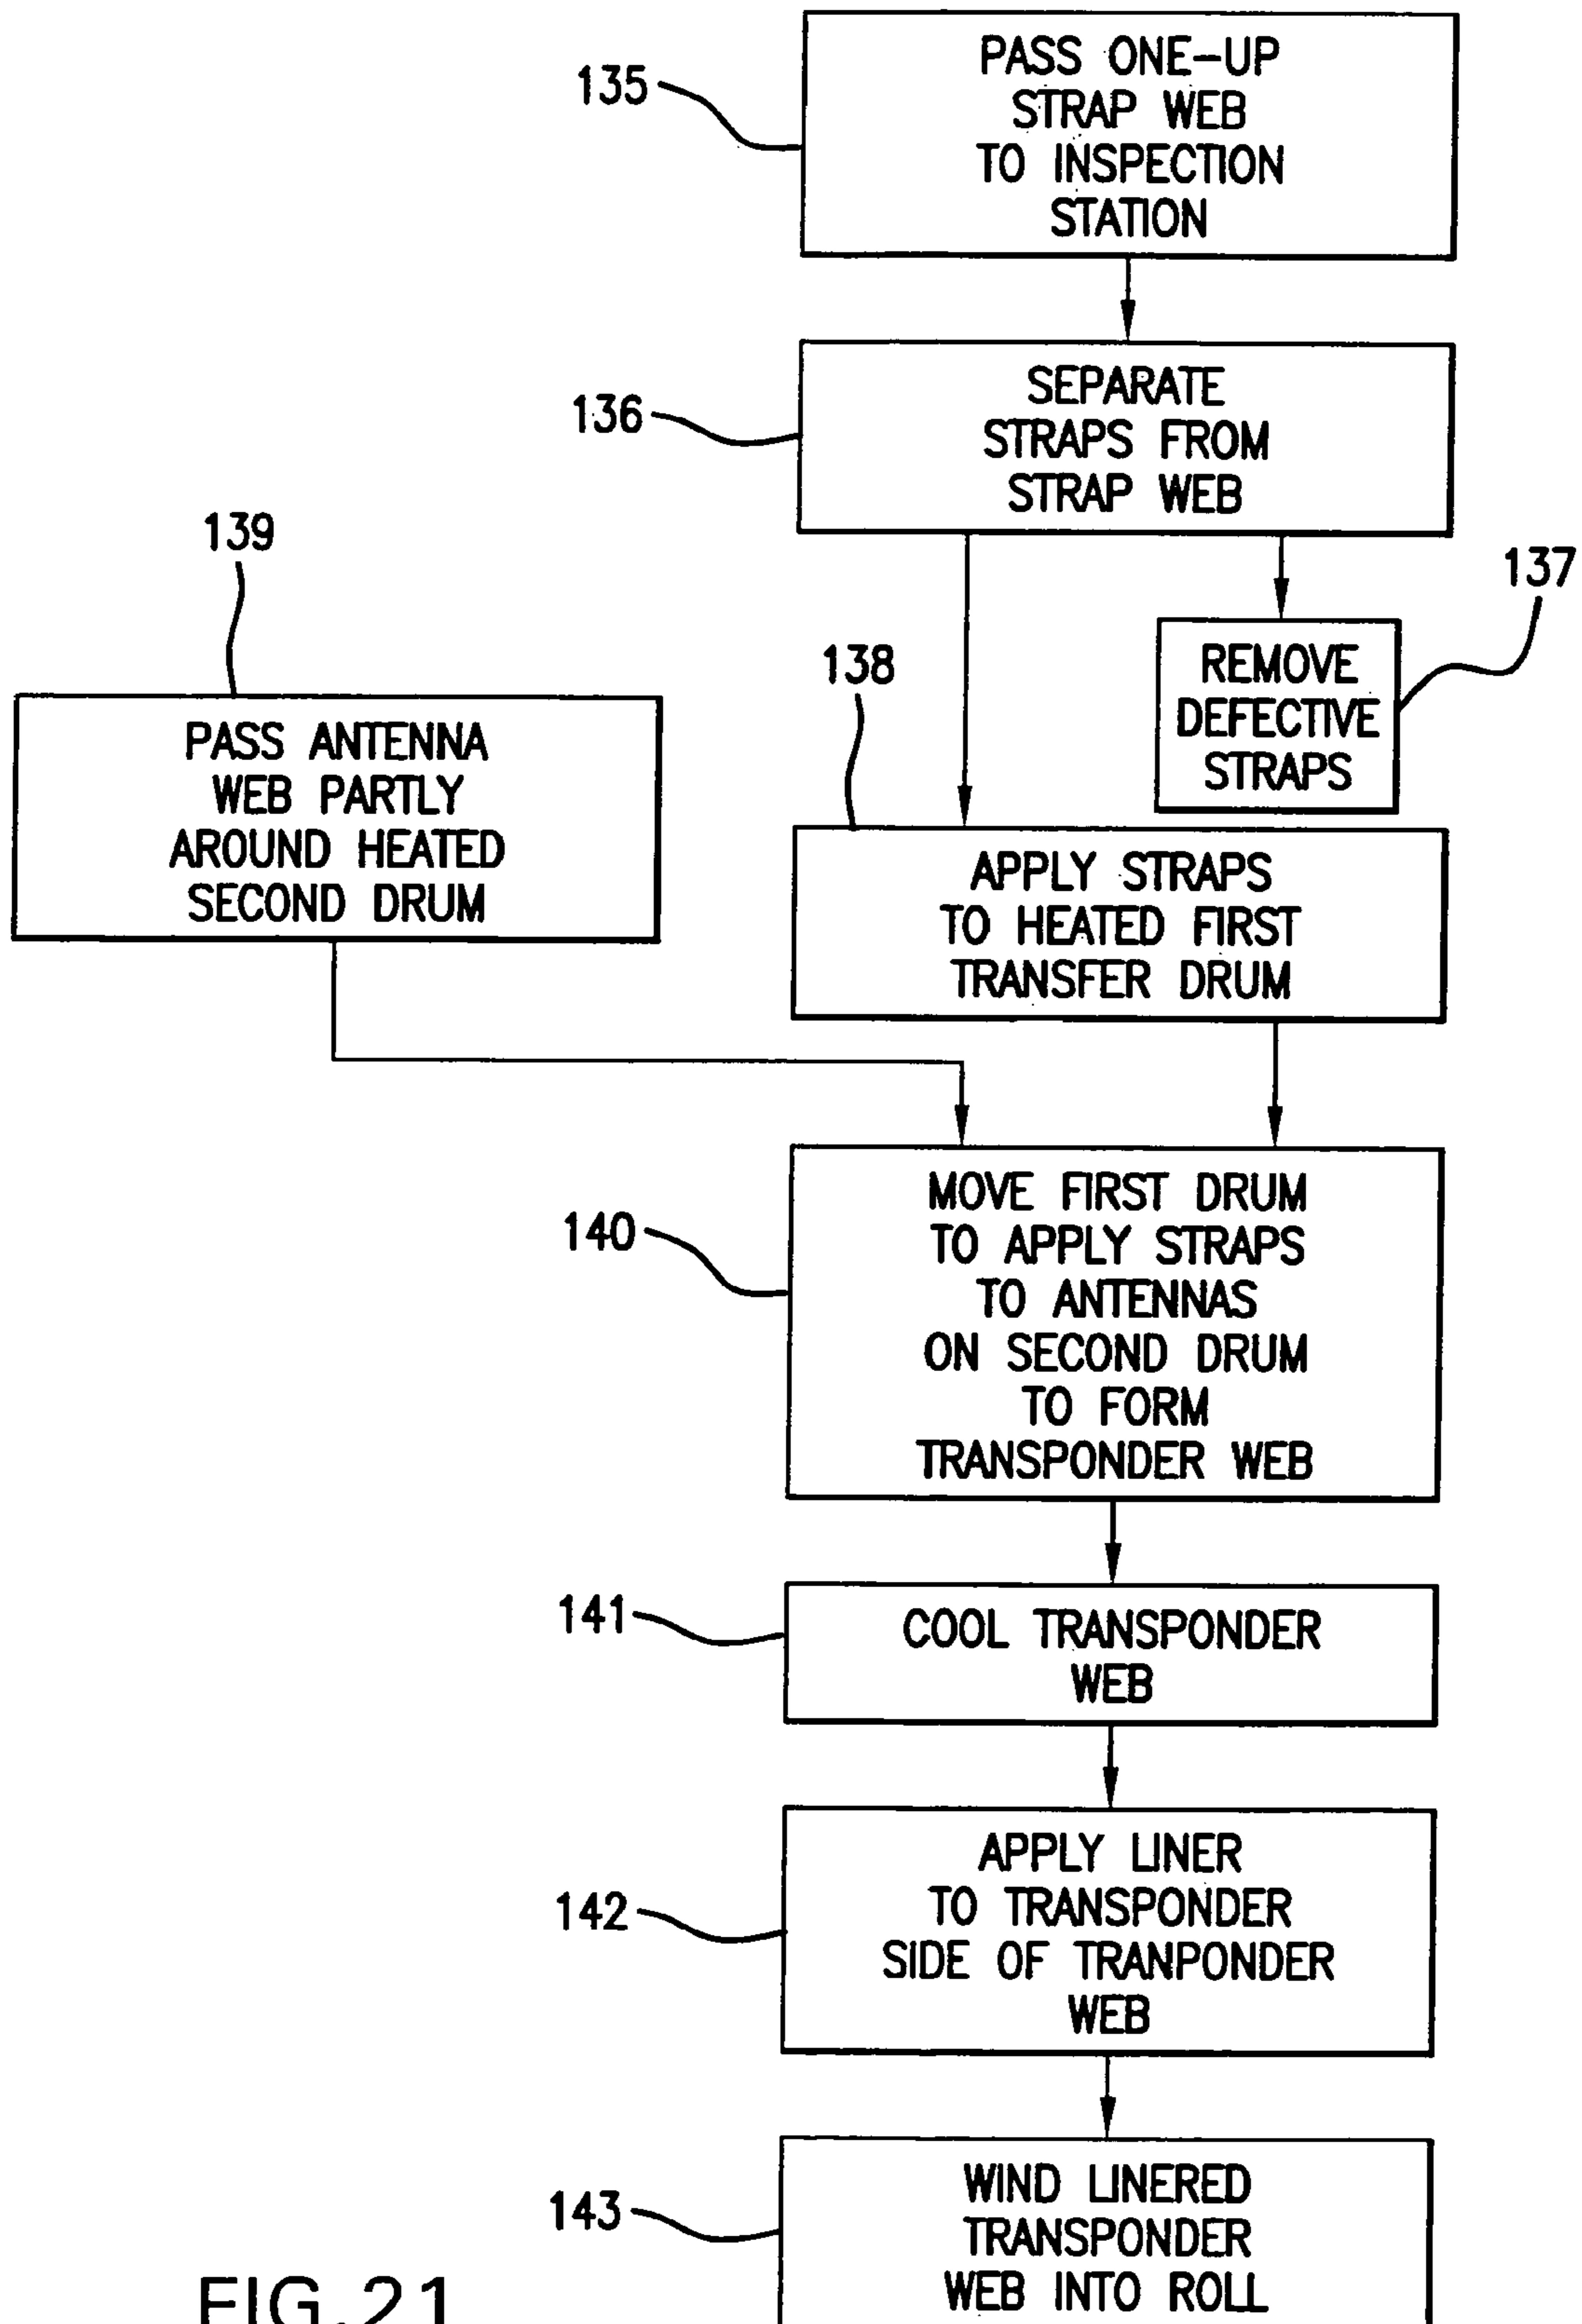 135
PASS ONE-UP
STRAP WEB
TO INSPECTION
STATION
136
SEPARATE
STRAPS FROM
STRAP WEB
137
REMOVE
DEFECTIVE
STRAPS
139
PASS ANTENNA
WEB PARTLY
AROUND HEATED
SECOND DRUM
138
APPLY STRAPS
TO HEATED FIRST
TRANSFER DRUM
140
MOVE FIRST DRUM
TO APPLY STRAPS
TO ANTENNAS
ON SECOND DRUM
TO FORM
TRANSPONDER WEB
141
COOL TRANSPONDER
WEB
142
APPLY LINER
TO TRANSPONDER
SIDE OF TRANPONDER
WEB
143
WIND LINERED
TRANSPONDER
WEB INTO ROLL
FIG.21